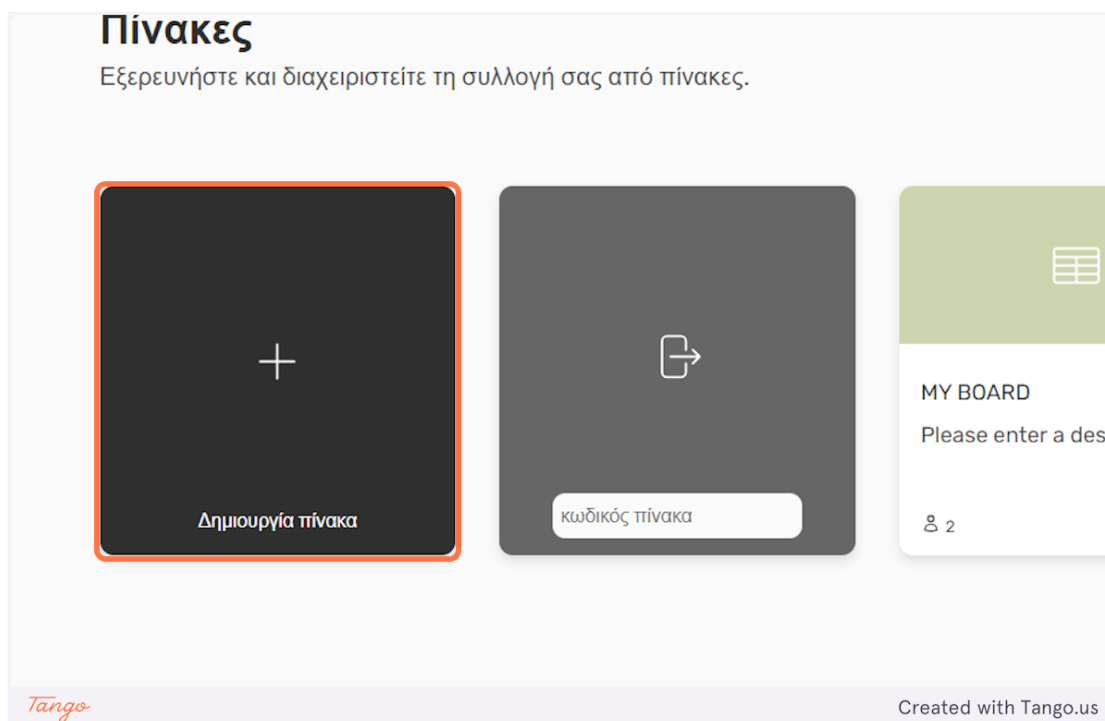 Πίνακες
Εξερευνήστε και διαχειριστείτε τη συλλογή σας από πίνακες.
Δημιουργία πίνακα
κωδικός πίνακα
MY BOARD
Please enter a des
2
Tango
Created with Tango.us